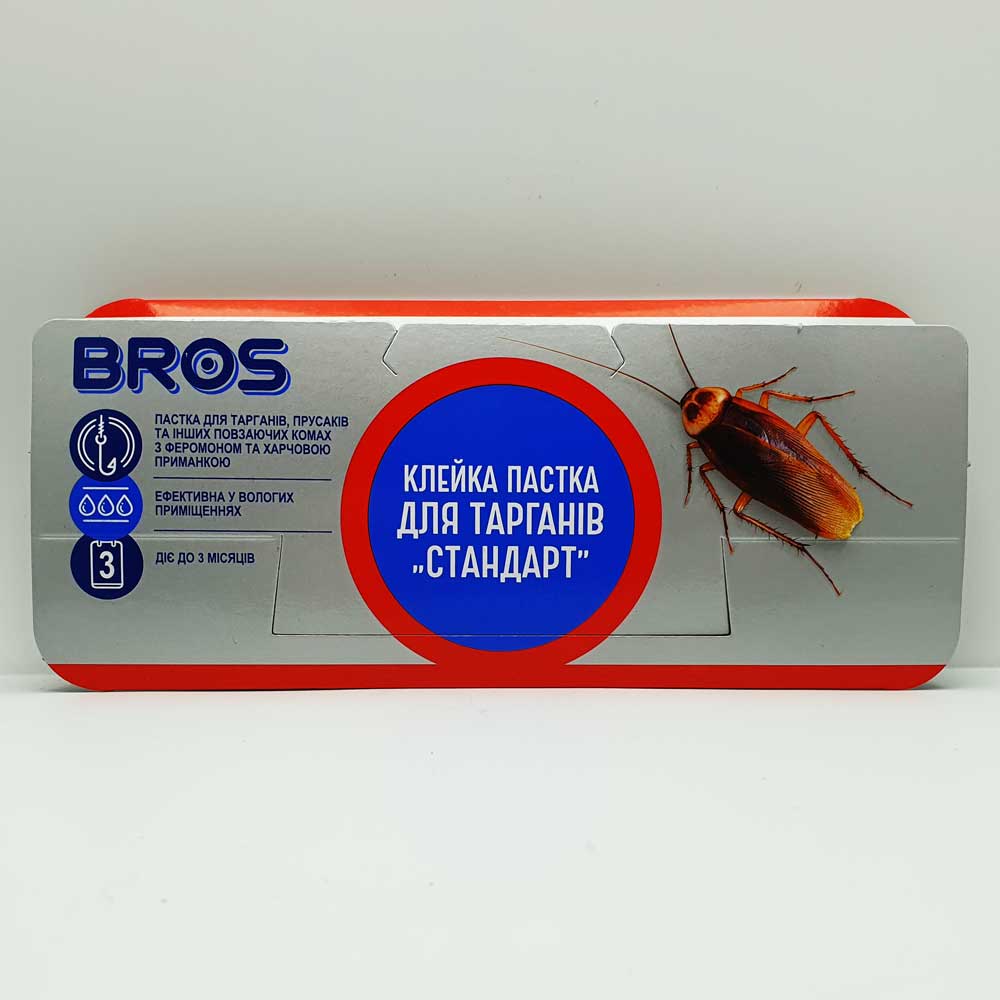 BROS
ПАСТКА ДЛЯ ТАРГАНІВ, ПРУСАКІВ
ТА ІНШИХ ПОВЗАЮЧИХ КОМАХ
З ФЕРОМОНОМ ТА ХАРЧОВОЮ
ПРИМАНКОЮ
ЕФЕКТИВНА У ВОЛОГИХ
ПРИМІЩЕННЯХ
3
ДІЄ ДО 3 МІСЯЦІВ
КЛЕЙКА ПАСТКА
ДЛЯ ТАРГАНІВ
„СТАНДАРТ”